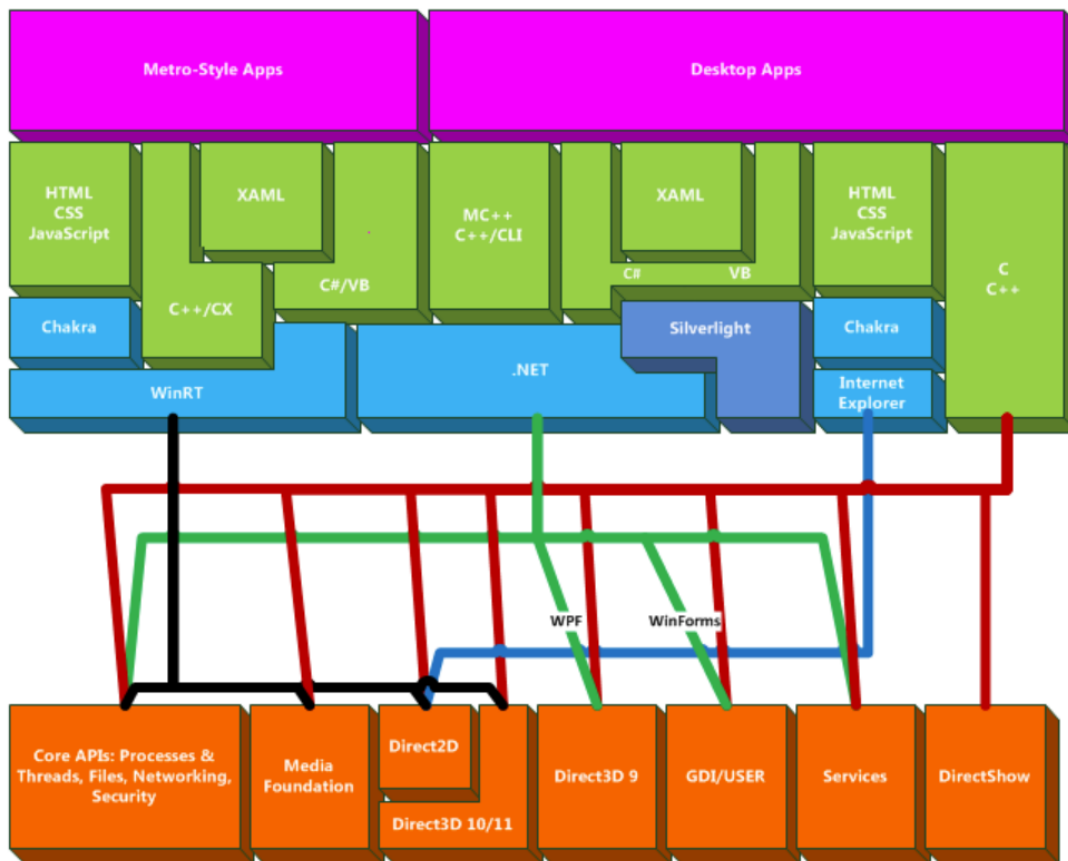 Metro-Style Apps
Desktop Apps
HTML
CSS
JavaScript
XAML
MC++
C++/CLI
XAML
HTML
CSS
JavaScript
C#/VB
C#
VB
C
C++
C++/CX
Chakra
Silverlight
Chakra
WinRT
.NET
Internet
Explorer
WPF
WinForms
Core APIs: Processes &
Threads, Files, Networking,
Security
Media
Foundation
Direct2D
Direct3D 10/11
Direct3D 9
GDI/USER
Services
DirectShow